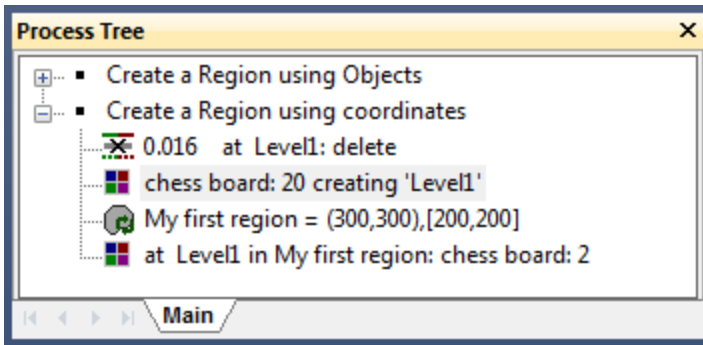 Process Tree
Create a Region using Objects
Create a Region using coordinates
0.016 at Level1: delete
chess board: 20 creating 'Level1'
My first region = (300,300),[200,200]
at Level1 in My first region: chess board: 2
Main